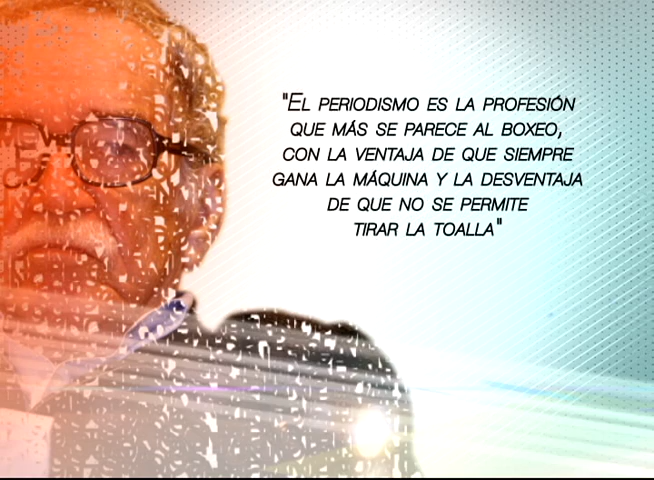 "El periodismo es la profesión
que más se parece al boxeo,
con la ventaja de que siempre
gana la máquina y la desventaja
de que no se permite
tirar la toalla"